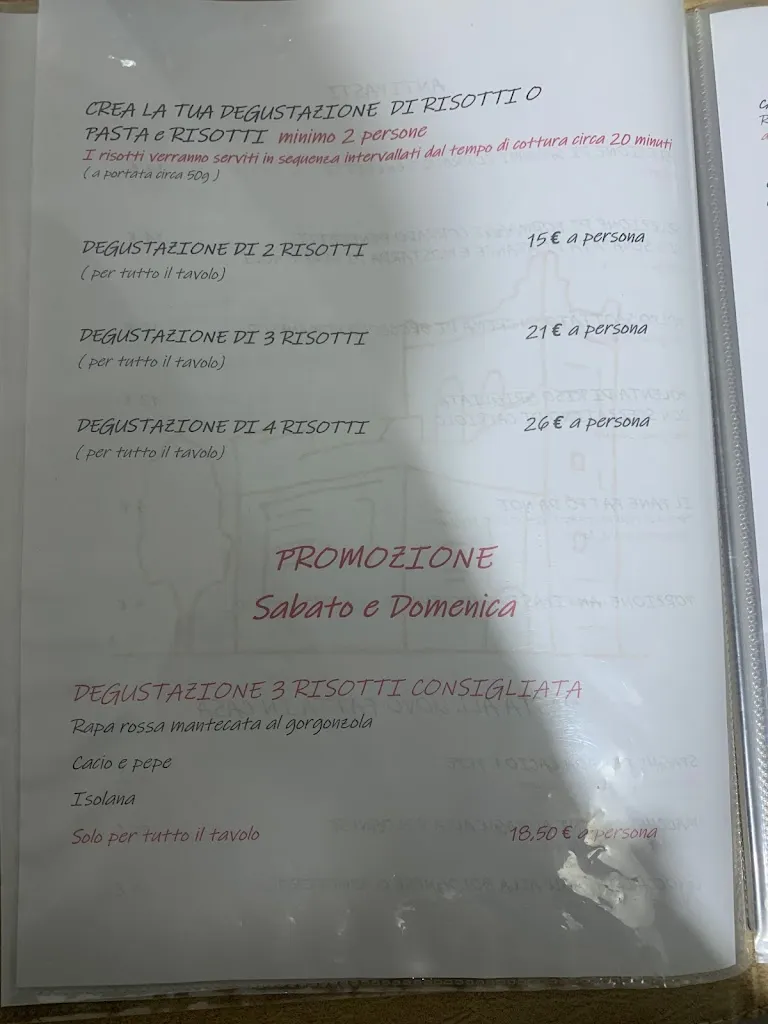 CREA LA TUA DEGUSTAZIONE DI RISOTTI O
PASTA e RISOTTI minimo 2 persone
I risotti verranno serviti in sequenza intervallati dal tempo di cottura circa 20 minuti
( a portata circa 50g )
DEGUSTAZIONE DI 2 RISOTTI 15 € a persona
( per tutto il tavolo)
DEGUSTAZIONE DI 3 RISOTTI 21 € a persona
( per tutto il tavolo)
DEGUSTAZIONE DI 4 RISOTTI 26 € a persona
( per tutto il tavolo)
PROMOZIONE
Sabato e Domenica
DEGUSTAZIONE 3 RISOTTI CONSIGLIATA
Rapa rossa mantecata al gorgonzola
Cacio e pepe
Isolana
Solo per tutto il tavolo 18,50 € a persona